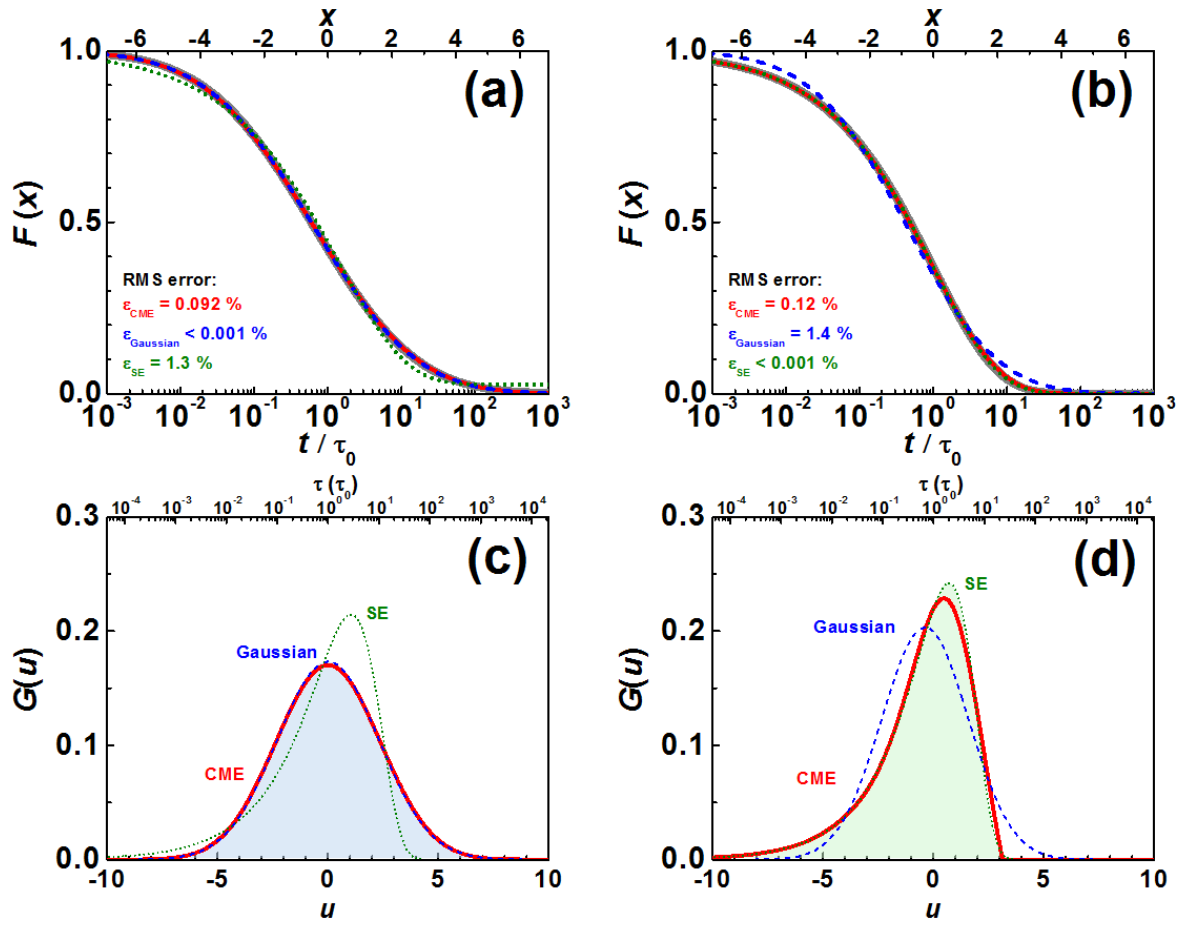 x
-6 -4 -2 0 2 4 6
(a)
1.0
0.5
0.0
F (x)
RMS error:
ε_CME = 0.092 %
ε_Gaussian < 0.001 %
ε_SE = 1.3 %
10⁻³ 10⁻² 10⁻¹ 10⁰ 10¹ 10² 10³
t / τ₀
x
-6 -4 -2 0 2 4 6
(b)
1.0
0.5
0.0
F (x)
RMS error:
ε_CME = 0.12 %
ε_Gaussian = 1.4 %
ε_SE < 0.001 %
10⁻³ 10⁻² 10⁻¹ 10⁰ 10¹ 10² 10³
t / τ₀
τ (τ₀)
10⁻⁴ 10⁻³ 10⁻² 10⁻¹ 10⁰ 10¹ 10² 10³ 10⁴
(c)
0.3
0.2
0.1
0.0
G(u)
SE
Gaussian
CME
-10 -5 0 5 10
u
τ (τ₀)
10⁻⁴ 10⁻³ 10⁻² 10⁻¹ 10⁰ 10¹ 10² 10³ 10⁴
(d)
0.3
0.2
0.1
0.0
G(u)
SE
Gaussian
CME
-10 -5 0 5 10
u